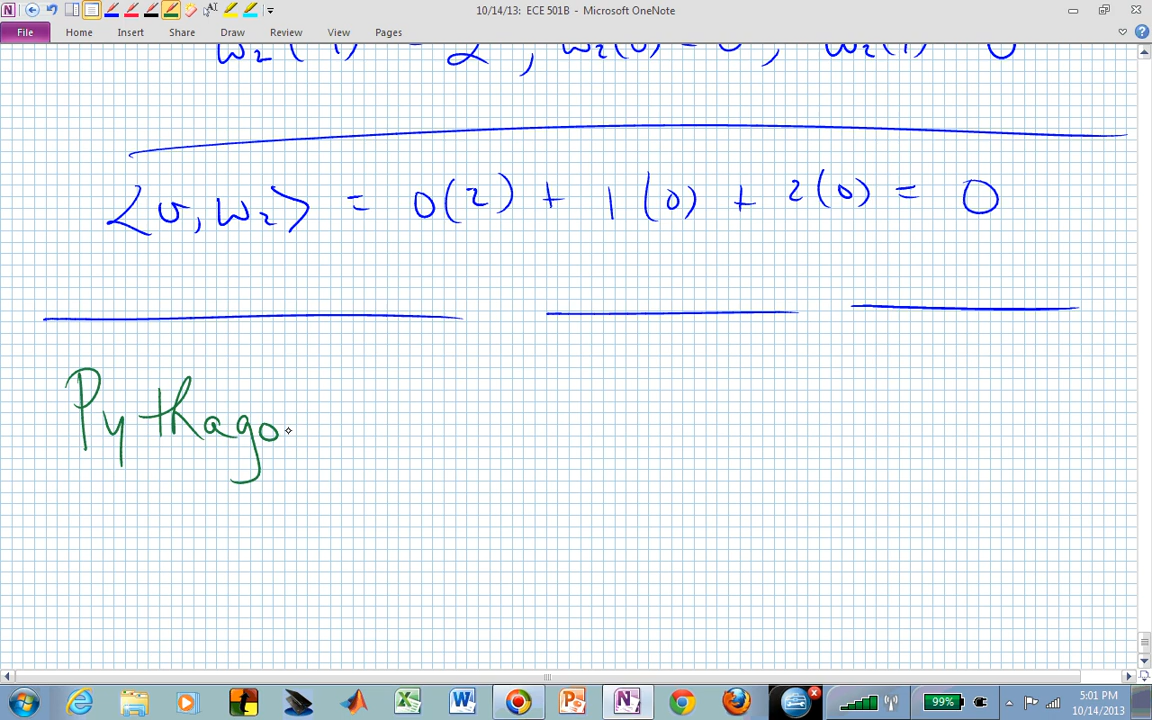 10/14/13: ECE 501B - Microsoft OneNote
File Home Insert Share Draw Review View Pages
<v, w₂> = 0(2) + 1(0) + 2(0) = 0
Pythago
99%
5:01 PM
10/14/2013